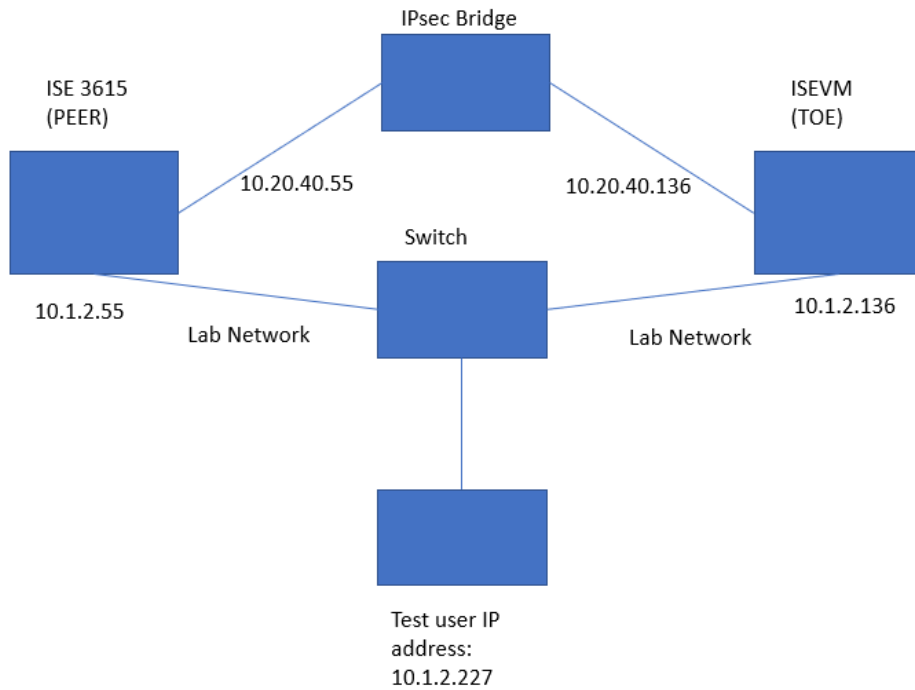 IPsec Bridge
ISE 3615
(PEER)
ISEVM
(TOE)
10.20.40.55
10.20.40.136
Switch
10.1.2.55
10.1.2.136
Lab Network
Lab Network
Test user IP
address:
10.1.2.227